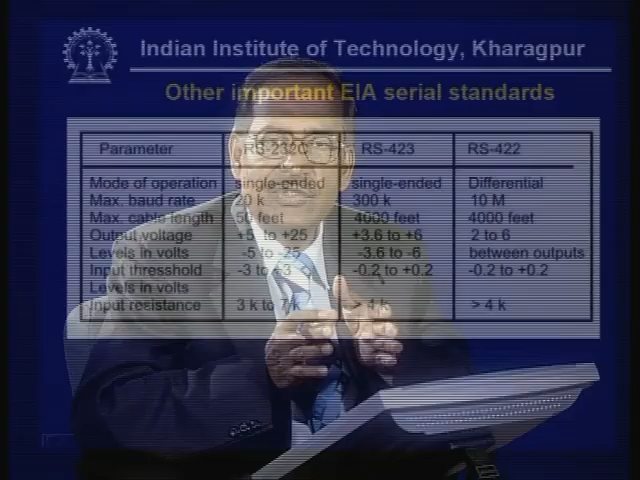 Indian Institute of Technology, Kharagpur
Other important EIA serial standards
Parameter RS-232C RS-423 RS-422
Mode of operation single-ended single-ended Differential
Max. baud rate 20 k 300 k 10 M
Max. cable length 50 feet 4000 feet 4000 feet
Output voltage +5 to +25 +3.6 to +6 2 to 6
Levels in volts -5 to -25 -3.6 to -6 between outputs
Input thresshold -3 to +3 -0.2 to +0.2 -0.2 to +0.2
Levels in volts
Input resistance 3 k to 7 k > 4 k > 4 k